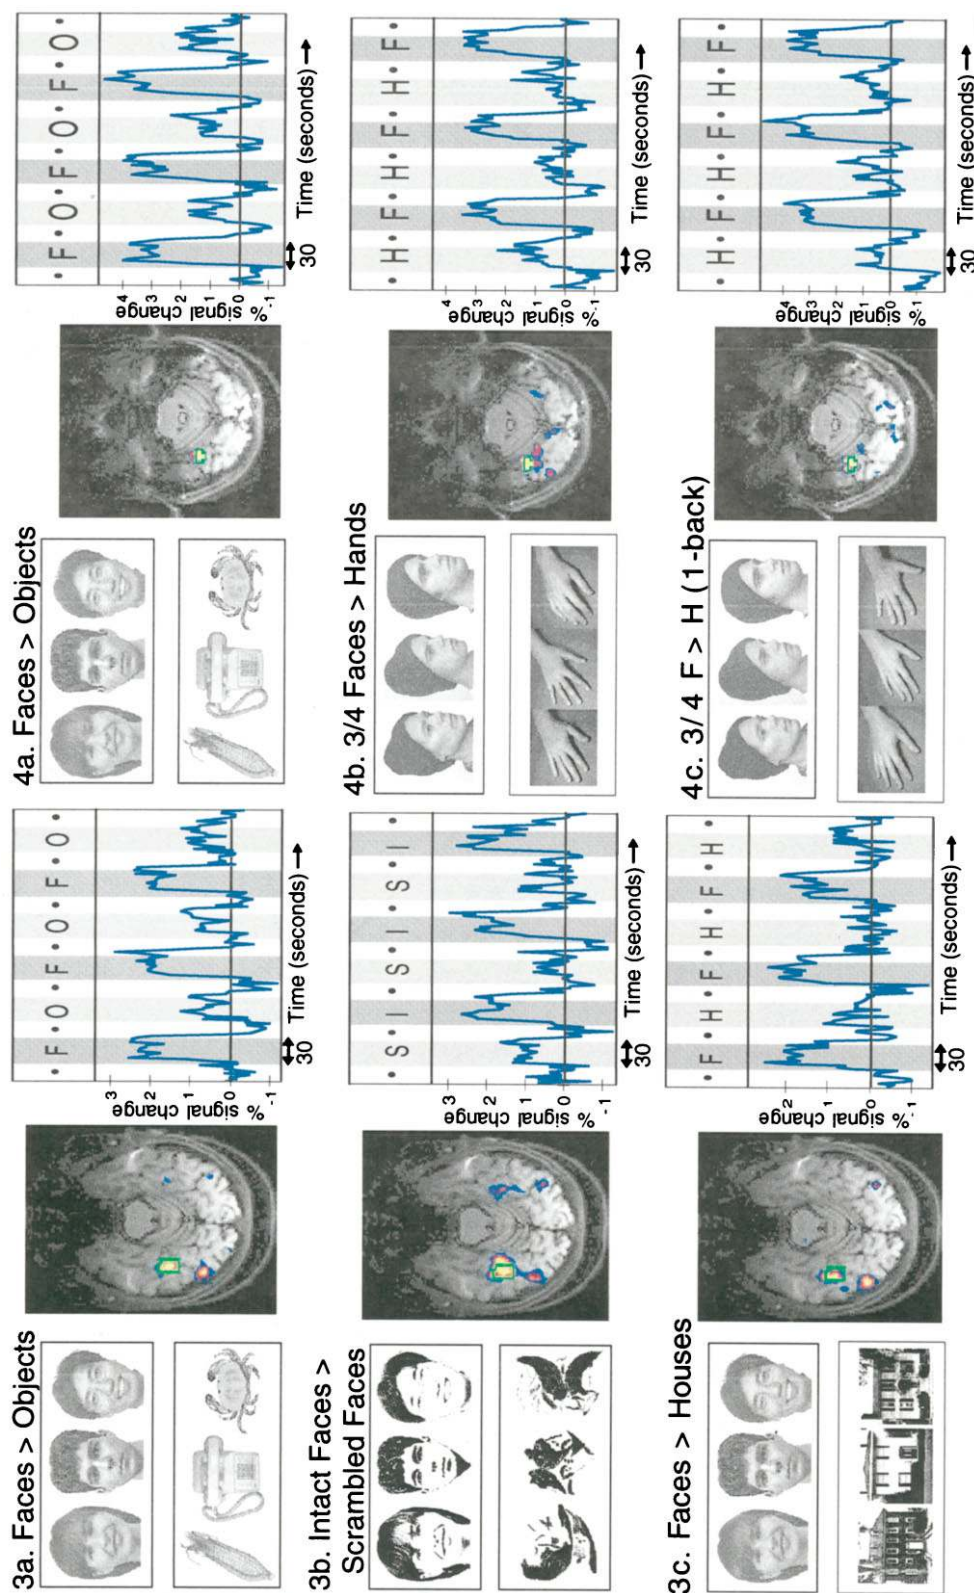 3a. Faces > Objects
% signal change
3
2
1
0
-1
• F • O • F • O • F • O •
30
Time (seconds) →
3b. Intact Faces >
Scrambled Faces
% signal change
3
2
1
0
-1
• S • I • S • I • S • I •
30
Time (seconds) →
3c. Faces > Houses
% signal change
2
1
0
-1
• F • H • F • H • F • H •
30
Time (seconds) →
4a. Faces > Objects
% signal change
4
3
2
1
0
-1
• F • O • F • O • F • O •
30
Time (seconds) →
4b. 3/4 Faces > Hands
% signal change
4
3
2
1
0
-1
• H • F • H • F • H • F •
30
Time (seconds) →
4c. 3/4 F > H (1-back)
% signal change
4
3
2
1
0
-1
• H • F • H • F • H • F •
30
Time (seconds) →